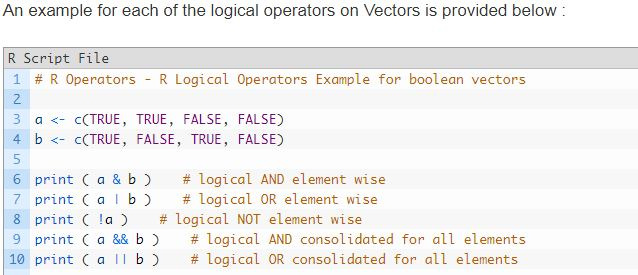 An example for each of the logical operators on Vectors is provided below :
R Script File
1 # R Operators - R Logical Operators Example for boolean vectors
2
3 a <- c(TRUE, TRUE, FALSE, FALSE)
4 b <- c(TRUE, FALSE, TRUE, FALSE)
5
6 print ( a & b )    # logical AND element wise
7 print ( a | b )    # logical OR element wise
8 print ( !a )    # logical NOT element wise
9 print ( a && b )    # logical AND consolidated for all elements
10 print ( a || b )    # logical OR consolidated for all elements